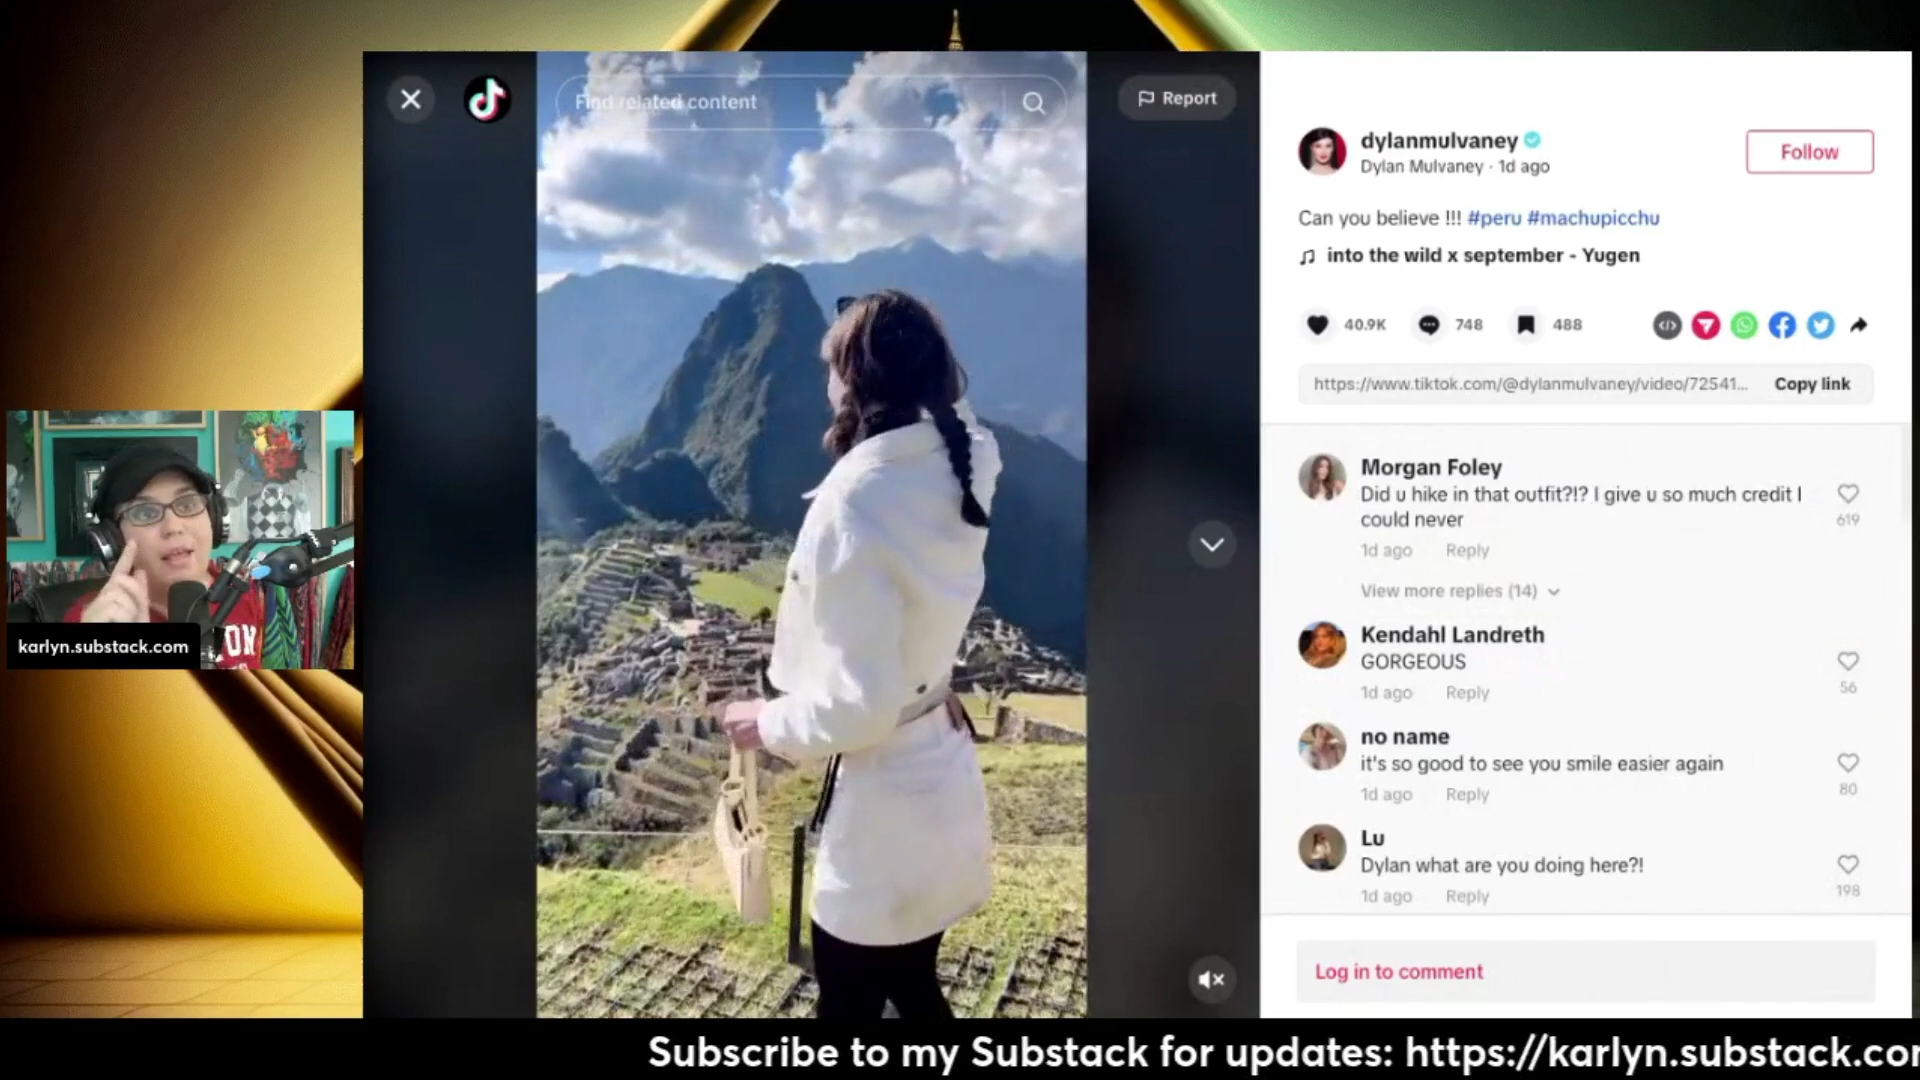 Find related content
Report
dylanmulvaney
Dylan Mulvaney · 1d ago
Follow
Can you believe !!! #peru #machupicchu
into the wild x september - Yugen
40.9K
748
488
https://www.tiktok.com/@dylanmulvaney/video/72541...
Copy link
Morgan Foley
Did u hike in that outfit?!? I give u so much credit I
could never
619
1d ago Reply
View more replies (14)
Kendahl Landreth
GORGEOUS
56
1d ago Reply
no name
it's so good to see you smile easier again
80
1d ago Reply
Lu
Dylan what are you doing here?!
198
1d ago Reply
Log in to comment
ON
karlyn.substack.com
Subscribe to my Substack for updates: https://karlyn.substack.co